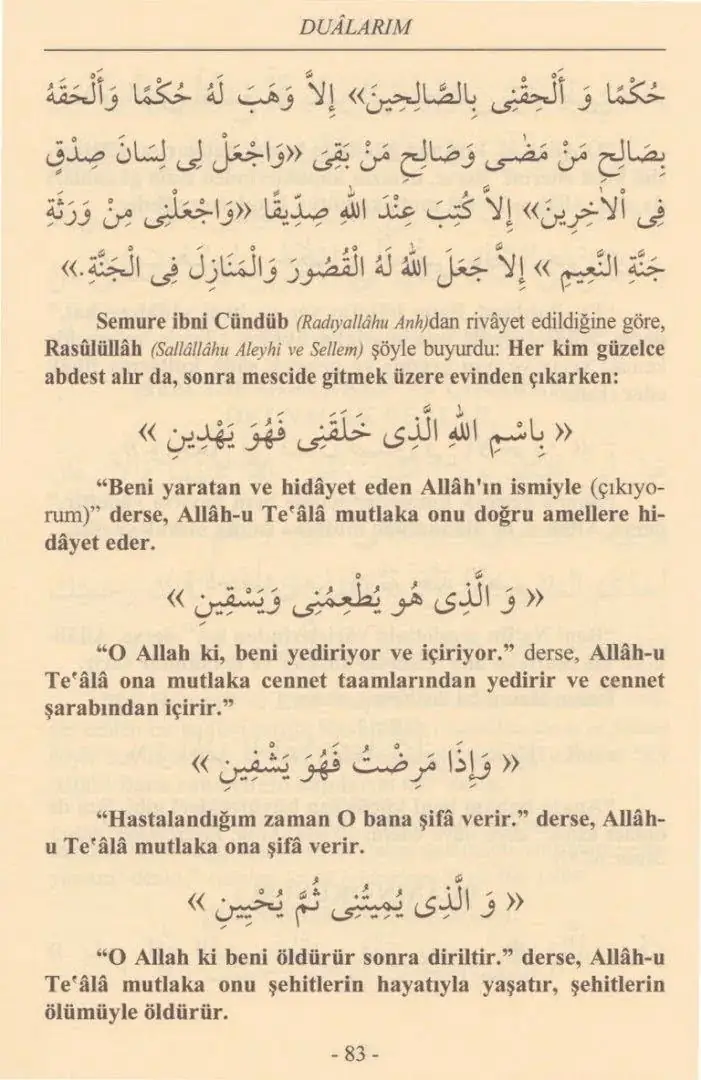 DUÂLARIM
حُكْمًا وَ أَلْحِقْنِى بِالصَّالِحِينَ» إِلاَّ وَهَبَ لَهُ حُكْمًا وَأَلْحَقَهُ
بِصَالِحِ مَنْ مَضٰى وَصَالِحِ مَنْ بَقِىَ «وَاجْعَلْ لِى لِسَانَ صِدْقٍ
فِى اْلاٰخِرِينَ» إِلاَّ كُتِبَ عِنْدَ اللهِ صِدِّيقًا «وَاجْعَلْنِى مِنْ وَرَثَةِ
جَنَّةِ النَّعِيمِ » إِلاَّ جَعَلَ اللهُ لَهُ الْقُصُورَ وَالْمَنَازِلَ فِى الْجَنَّةِ.»
Semure ibni Cündüb (Radıyallâhu Anh)dan rivâyet edildiğine göre,
Rasûlüllâh (Sallâllâhu Aleyhi ve Sellem) şöyle buyurdu: Her kim güzelce
abdest alır da, sonra mescide gitmek üzere evinden çıkarken:
« بِاسْمِ اللهِ الَّذِى خَلَقَنِى فَهُوَ يَهْدِينِ »
“Beni yaratan ve hidâyet eden Allâh'ın ismiyle (çıkıyo-
rum)” derse, Allâh-u Te‘âlâ mutlaka onu doğru amellere hi-
dâyet eder.
« وَ الَّذِى هُو يُطْعِمُنِى وَيَسْقِينِ »
“O Allah ki, beni yediriyor ve içiriyor.” derse, Allâh-u
Te‘âlâ ona mutlaka cennet taamlarından yedirir ve cennet
şarabından içirir.”
« وَإِذَا مَرِضْتُ فَهُوَ يَشْفِينِ »
“Hastalandığım zaman O bana şifâ verir.” derse, Allâh-
u Te‘âlâ mutlaka ona şifâ verir.
« وَ الَّذِى يُمِيتُنِى ثُمَّ يُحْيِينِ »
“O Allah ki beni öldürür sonra diriltir.” derse, Allâh-u
Te‘âlâ mutlaka onu şehitlerin hayatıyla yaşatır, şehitlerin
ölümüyle öldürür.
- 83 -